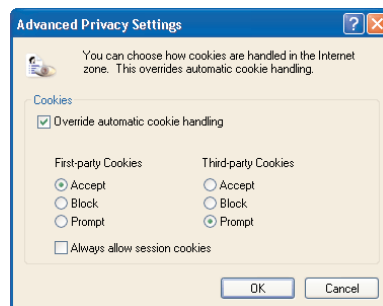 Advanced Privacy Settings
You can choose how cookies are handled in the Internet
zone. This overrides automatic cookie handling.
Cookies
Override automatic cookie handling
First-party Cookies Third-party Cookies
Accept Accept
Block Block
Prompt Prompt
Always allow session cookies
OK Cancel